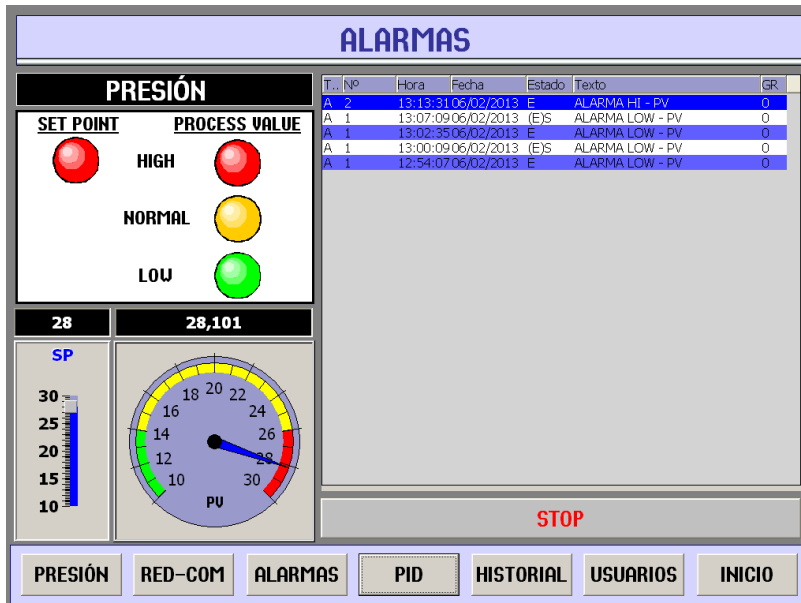 ALARMAS
PRESIÓN
SET POINT PROCESS VALUE
HIGH
NORMAL
LOW
28 28,101
SP
30
25
20
15
10
10 12 14 16 18 20 22 24 26 28 30
PV
T.. Nº Hora Fecha Estado Texto GR
A 2 13:13:31 06/02/2013 E ALARMA HI - PV 0
A 1 13:07:09 06/02/2013 (E)S ALARMA LOW - PV 0
A 1 13:02:35 06/02/2013 E ALARMA LOW - PV 0
A 1 13:00:09 06/02/2013 (E)S ALARMA LOW - PV 0
A 1 12:54:07 06/02/2013 E ALARMA LOW - PV 0
STOP
PRESIÓN RED-COM ALARMAS PID HISTORIAL USUARIOS INICIO